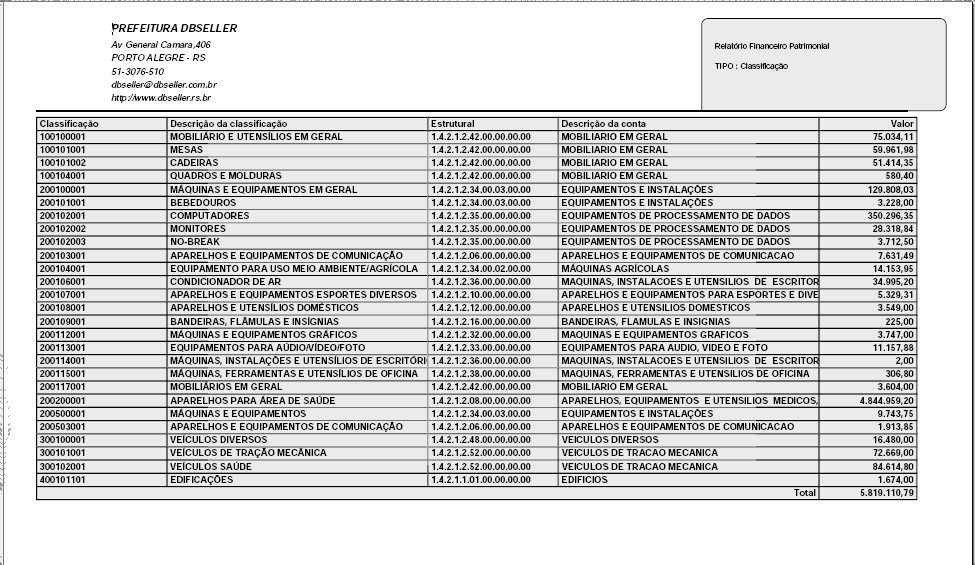 PREFEITURA DBSELLER
Av General Camara,406
PORTO ALEGRE - RS
51-3076-510
dbseller@dbseller.com.br
http://www.dbseller.rs.br
Relatório Financeiro Patrimonial
TIPO : Classificação
Classificação Descrição da classificação Estrutural Descrição da conta Valor
100100001 MOBILIÁRIO E UTENSÍLIOS EM GERAL 1.4.2.1.2.42.00.00.00.00 MOBILIARIO EM GERAL 75.034,11
100101001 MESAS 1.4.2.1.2.42.00.00.00.00 MOBILIARIO EM GERAL 59.961,98
100101002 CADEIRAS 1.4.2.1.2.42.00.00.00.00 MOBILIARIO EM GERAL 51.414,35
100104001 QUADROS E MOLDURAS 1.4.2.1.2.42.00.00.00.00 MOBILIARIO EM GERAL 580,40
200100001 MÁQUINAS E EQUIPAMENTOS EM GERAL 1.4.2.1.2.34.00.03.00.00 EQUIPAMENTOS E INSTALAÇÕES 129.808,03
200101001 BEBEDOUROS 1.4.2.1.2.34.00.03.00.00 EQUIPAMENTOS E INSTALAÇÕES 3.228,00
200102001 COMPUTADORES 1.4.2.1.2.35.00.00.00.00 EQUIPAMENTOS DE PROCESSAMENTO DE DADOS 350.296,35
200102002 MONITORES 1.4.2.1.2.35.00.00.00.00 EQUIPAMENTOS DE PROCESSAMENTO DE DADOS 28.318,84
200102003 NO-BREAK 1.4.2.1.2.35.00.00.00.00 EQUIPAMENTOS DE PROCESSAMENTO DE DADOS 3.712,50
200103001 APARELHOS E EQUIPAMENTOS DE COMUNICAÇÃO 1.4.2.1.2.06.00.00.00.00 APARELHOS E EQUIPAMENTOS DE COMUNICACAO 7.631,49
200104001 EQUIPAMENTO PARA USO MEIO AMBIENTE/AGRÍCOLA 1.4.2.1.2.34.00.02.00.00 MÁQUINAS AGRÍCOLAS 14.153,95
200106001 CONDICIONADOR DE AR 1.4.2.1.2.36.00.00.00.00 MAQUINAS, INSTALACOES E UTENSILIOS DE ESCRITOR 34.995,20
200107001 APARELHOS E EQUIPAMENTOS ESPORTES DIVERSOS 1.4.2.1.2.10.00.00.00.00 APARELHOS E EQUIPAMENTOS PARA ESPORTES E DIVE 5.329,31
200108001 APARELHOS E UTENSÍLIOS DOMÉSTICOS 1.4.2.1.2.12.00.00.00.00 APARELHOS E UTENSILIOS DOMESTICOS 3.549,00
200109001 BANDEIRAS, FLÂMULAS E INSÍGNIAS 1.4.2.1.2.16.00.00.00.00 BANDEIRAS, FLAMULAS E INSIGNIAS 225,00
200112001 MÁQUINAS E EQUIPAMENTOS GRÁFICOS 1.4.2.1.2.32.00.00.00.00 MAQUINAS E EQUIPAMENTOS GRAFICOS 3.747,00
200113001 EQUIPAMENTOS PARA AÚDIO/VÍDEO/FOTO 1.4.2.1.2.33.00.00.00.00 EQUIPAMENTOS PARA AUDIO, VIDEO E FOTO 11.157,88
200114001 MÁQUINAS, INSTALAÇÕES E UTENSÍLIOS DE ESCRITÓRI 1.4.2.1.2.36.00.00.00.00 MAQUINAS, INSTALACOES E UTENSILIOS DE ESCRITOR 2,00
200115001 MÁQUINAS, FERRAMENTAS E UTENSÍLIOS DE OFICINA 1.4.2.1.2.38.00.00.00.00 MAQUINAS, FERRAMENTAS E UTENSILIOS DE OFICINA 306,80
200117001 MOBILIÁRIOS EM GERAL 1.4.2.1.2.42.00.00.00.00 MOBILIARIO EM GERAL 3.604,00
200200001 APARELHOS PARA ÁREA DE SAÚDE 1.4.2.1.2.08.00.00.00.00 APARELHOS, EQUIPAMENTOS E UTENSILIOS MEDICOS, 4.844.959,20
200500001 MÁQUINAS E EQUIPAMENTOS 1.4.2.1.2.34.00.03.00.00 EQUIPAMENTOS E INSTALAÇÕES 9.743,75
200503001 APARELHOS E EQUIPAMENTOS DE COMUNICAÇÃO 1.4.2.1.2.06.00.00.00.00 APARELHOS E EQUIPAMENTOS DE COMUNICACAO 1.913,85
300100001 VEÍCULOS DIVERSOS 1.4.2.1.2.48.00.00.00.00 VEICULOS DIVERSOS 16.480,00
300101001 VEÍCULOS DE TRAÇÃO MECÂNICA 1.4.2.1.2.52.00.00.00.00 VEICULOS DE TRACAO MECANICA 72.669,00
300102001 VEÍCULOS SAÚDE 1.4.2.1.2.52.00.00.00.00 VEICULOS DE TRACAO MECANICA 84.614,80
400101101 EDIFICAÇÕES 1.4.2.1.1.01.00.00.00.00 EDIFICIOS 1.674,00
Total 5.819.110,79